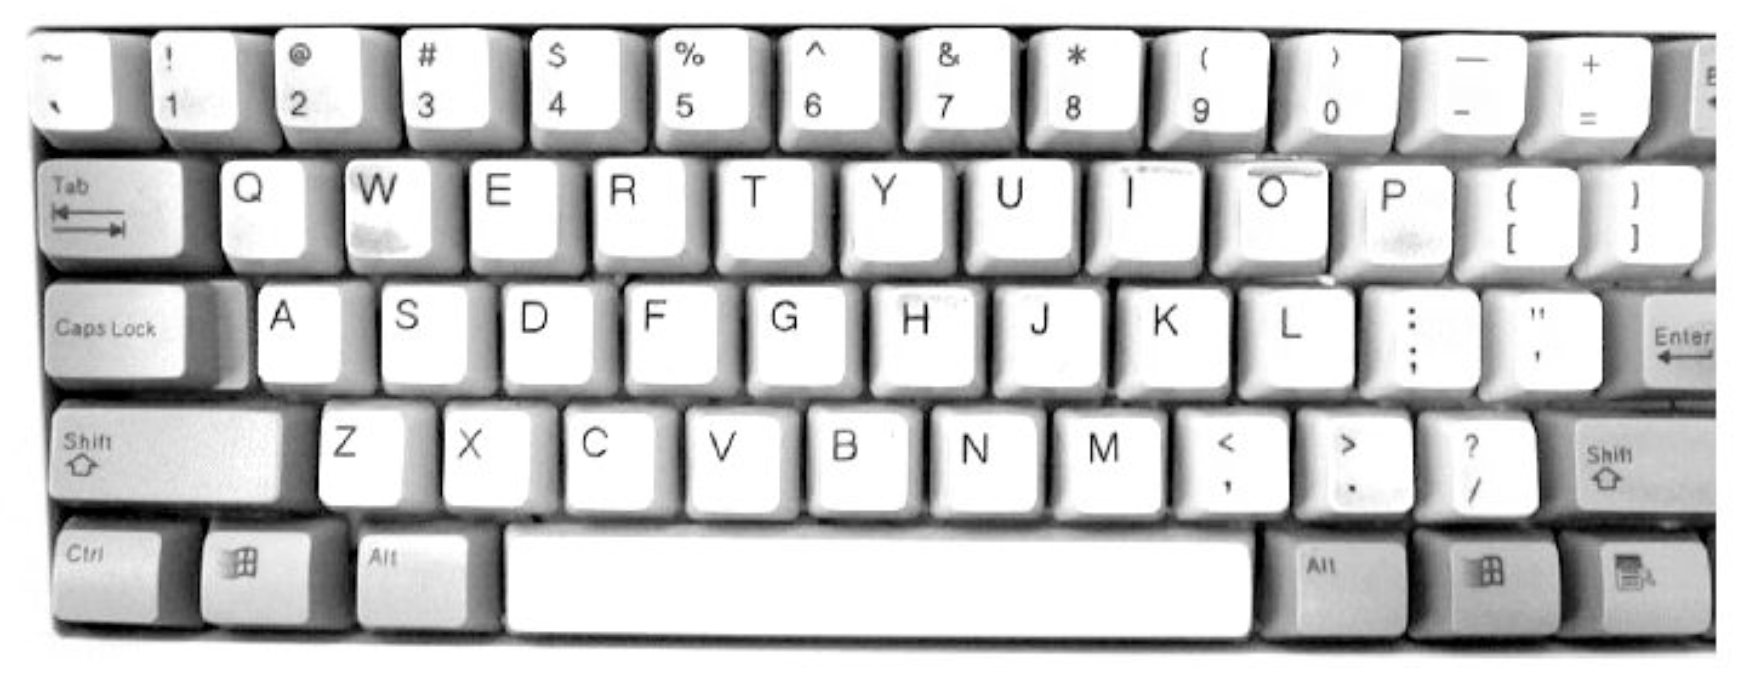 ~ ! @ # $ % ^ & * ( ) — +
` 1 2 3 4 5 6 7 8 9 0 - =
Tab Q W E R T Y U I O P { }
[ ]
Caps Lock A S D F G H J K L : "
; ' Enter
Shift Z X C V B N M < > ? Shift
, . /
Ctrl Alt Alt